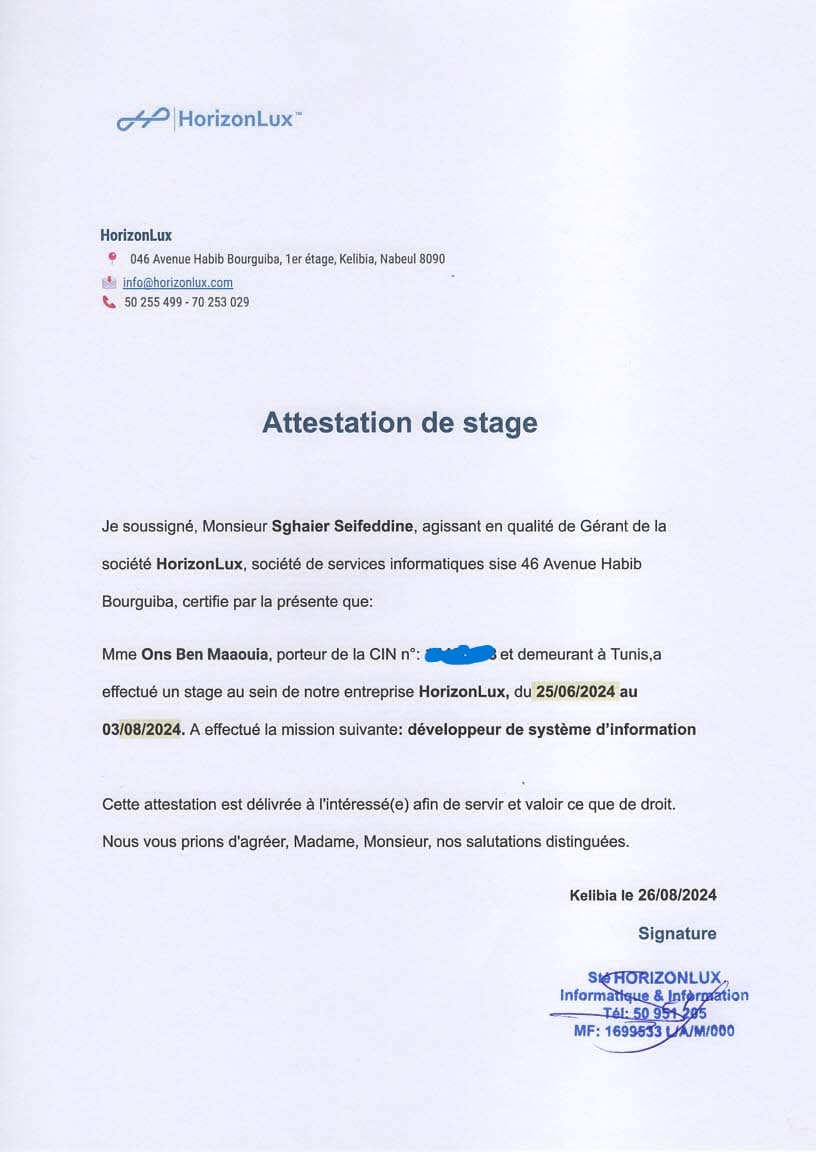 HorizonLux™
HorizonLux
046 Avenue Habib Bourguiba, 1er étage, Kelibia, Nabeul 8090
info@horizonlux.com
50 255 499 - 70 253 029
Attestation de stage
Je soussigné, Monsieur Sghaier Seifeddine, agissant en qualité de Gérant de la
société HorizonLux, société de services informatiques sise 46 Avenue Habib
Bourguiba, certifie par la présente que:
Mme Ons Ben Maaouia, porteur de la CIN n°: et demeurant à Tunis,a
effectué un stage au sein de notre entreprise HorizonLux, du 25/06/2024 au
03/08/2024. A effectué la mission suivante: développeur de système d'information
Cette attestation est délivrée à l'intéressé(e) afin de servir et valoir ce que de droit.
Nous vous prions d'agréer, Madame, Monsieur, nos salutations distinguées.
Kelibia le 26/08/2024
Signature
Sté HORIZONLUX
Informatique & Information
Tél: 50 951 205
MF: 1699533 L/A/M/000